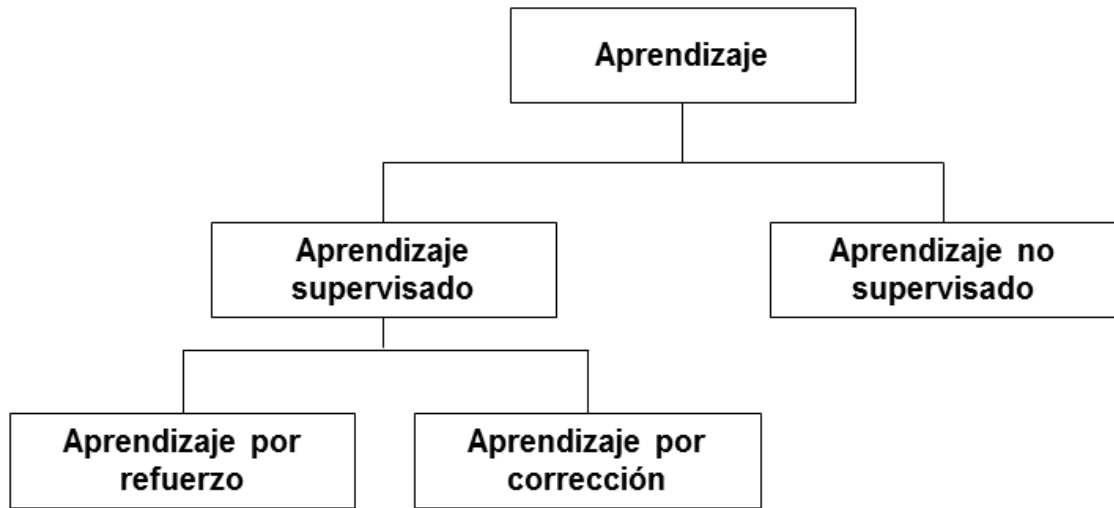 Aprendizaje
Aprendizaje
supervisado
Aprendizaje no
supervisado
Aprendizaje por
refuerzo
Aprendizaje por
corrección